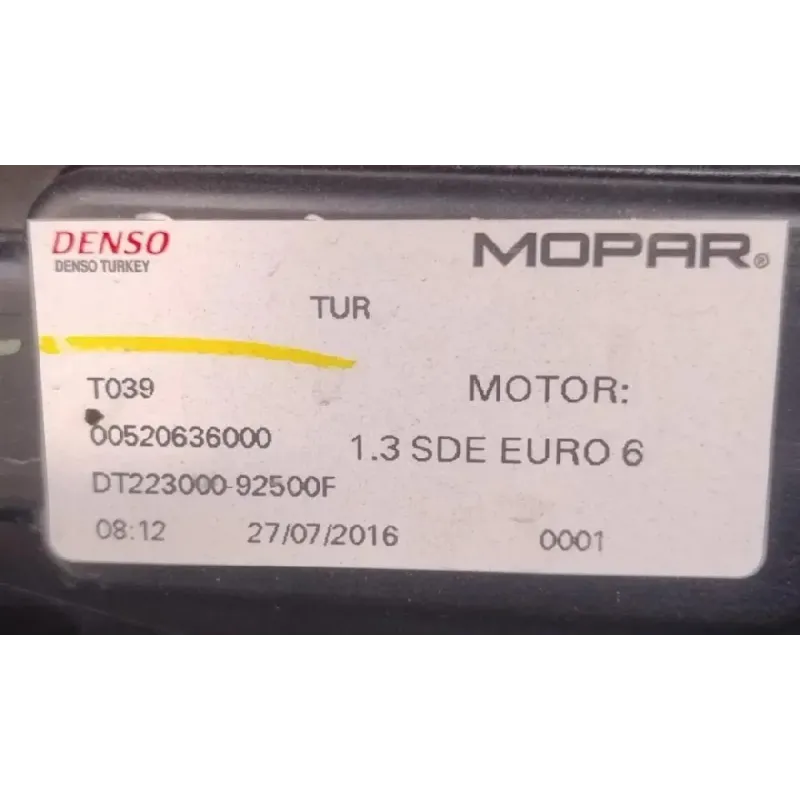 DENSO
DENSO TURKEY
MOPAR®
TUR
T039
MOTOR:
00520636000
1.3 SDE EURO 6
DT223000-92500F
08:12 27/07/2016 0001